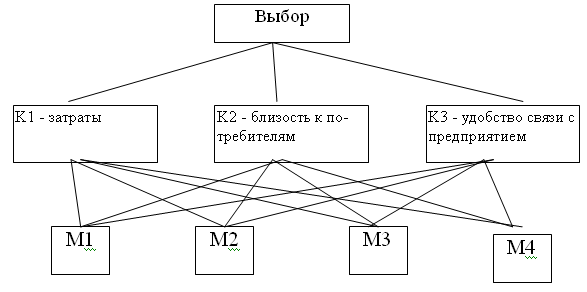 Выбор
К1 - затраты
К2 - близость к по-
требителям
К3 - удобство связи с
предприятием
М1
М2
М3
М4